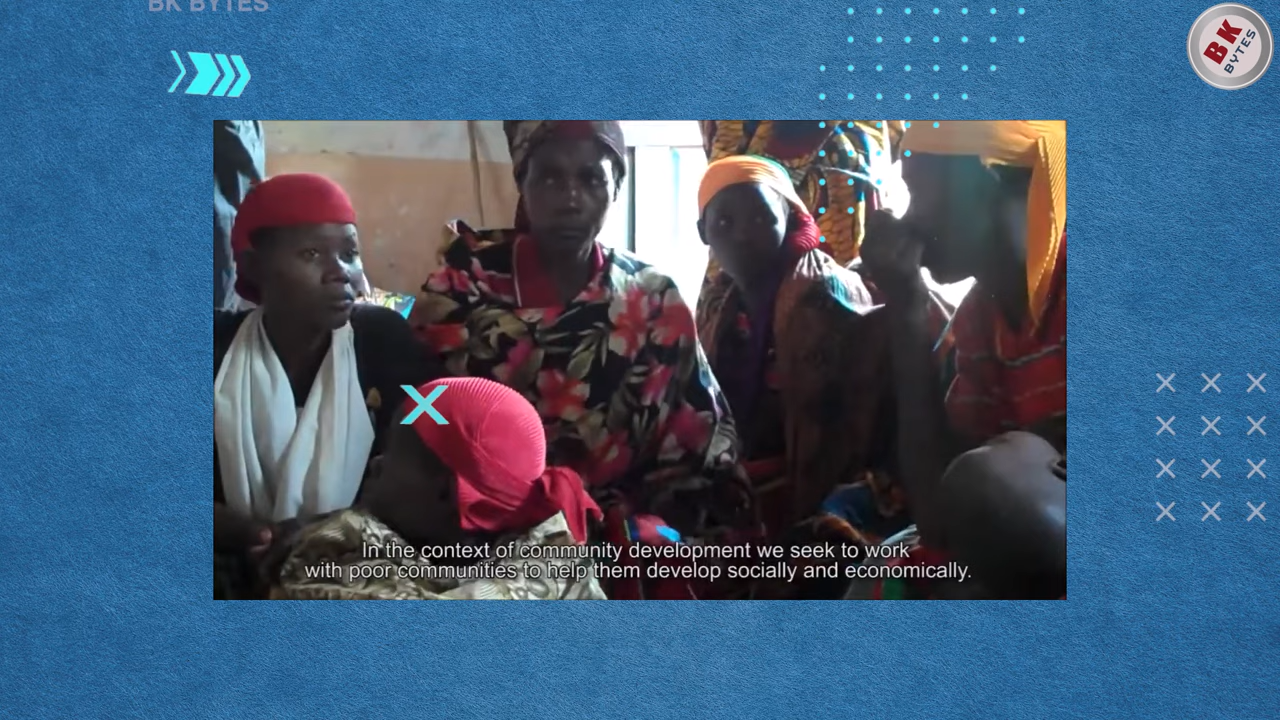 BK BYTES
BK
BYTES
In the context of community development we seek to work
with poor communities to help them develop socially and economically.